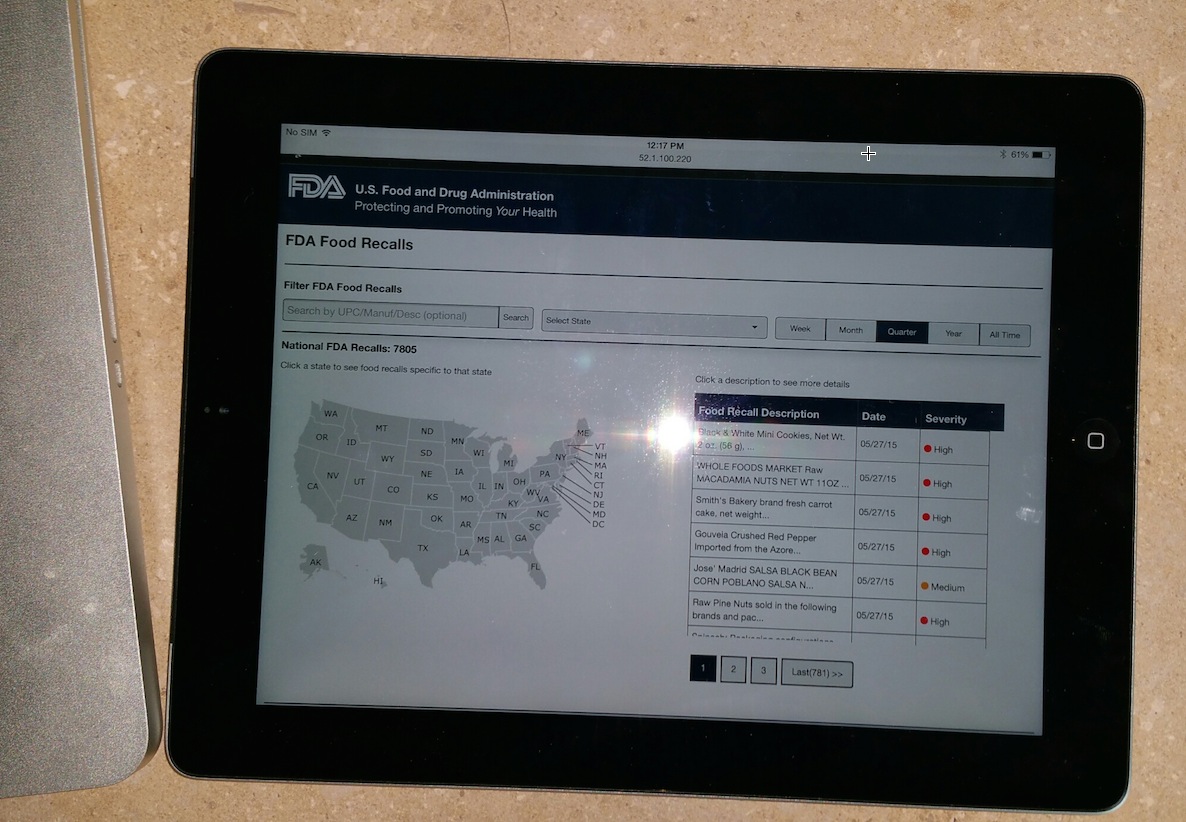 No SIM
12:17 PM
61%
52.1.100.220
FDA
U.S. Food and Drug Administration
Protecting and Promoting Your Health
FDA Food Recalls
Filter FDA Food Recalls
Search by UPC/Manuf/Desc (optional)
Search
Select State
Week
Month
Quarter
Year
All Time
National FDA Recalls: 7805
Click a state to see food recalls specific to that state
WA
OR
ID
MT
ND
MN
WI
MI
ME
WY
SD
IA
NY
VT
NH
MA
RI
CT
NJ
DE
MD
DC
NV
UT
CO
NE
IL
IN
OH
PA
CA
KS
MO
KY
WV
VA
AZ
NM
OK
AR
TN
NC
SC
TX
LA
MS
AL
GA
FL
AK
HI
Click a description to see more details
Food Recall Description Date Severity
Black & White Mini Cookies, Net Wt.
2 oz. (56 g), ...
05/27/15
High
WHOLE FOODS MARKET Raw
MACADAMIA NUTS NET WT 11OZ ...
05/27/15
High
Smith's Bakery brand fresh carrot
cake, net weight...
05/27/15
High
Gouveia Crushed Red Pepper
Imported from the Azore...
05/27/15
High
Jose' Madrid SALSA BLACK BEAN
CORN POBLANO SALSA N...
05/27/15
Medium
Raw Pine Nuts sold in the following
brands and pac...
05/27/15
High
1
2
3
Last(781) >>